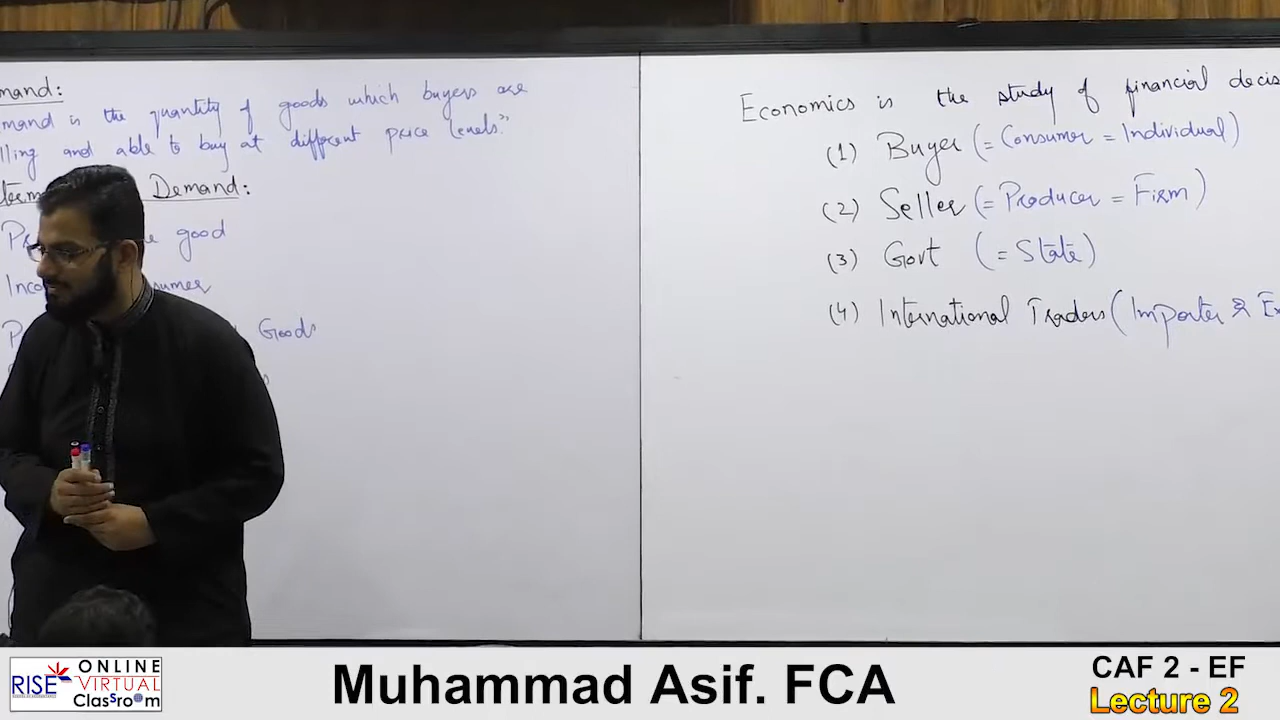 mand:
mand is the quantity of goods which buyers are
lling and able to buy at different price levels."
Demand:
good
sumer
Goods
Economics is the study of financial decis
(1) Buyer (= Consumer = Individual)
(2) Seller (= Producer = Firm)
(3) Govt (= State)
(4) International Traders (Importer & Ex
RISE
ONLINE
VIRTUAL
Classroom
Muhammad Asif. FCA
CAF 2 - EF
Lecture 2